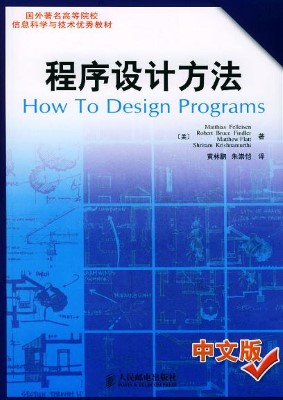 国外著名高等院校
信息科学与技术优秀教材
程序设计方法
How To Design Programs
Matthias Felleisen
[美] Robert Bruce Findler 著
Matthew Flatt
Shriram Krishnamurthi
黄林鹏 朱崇恺 译
中文版
人民邮电出版社